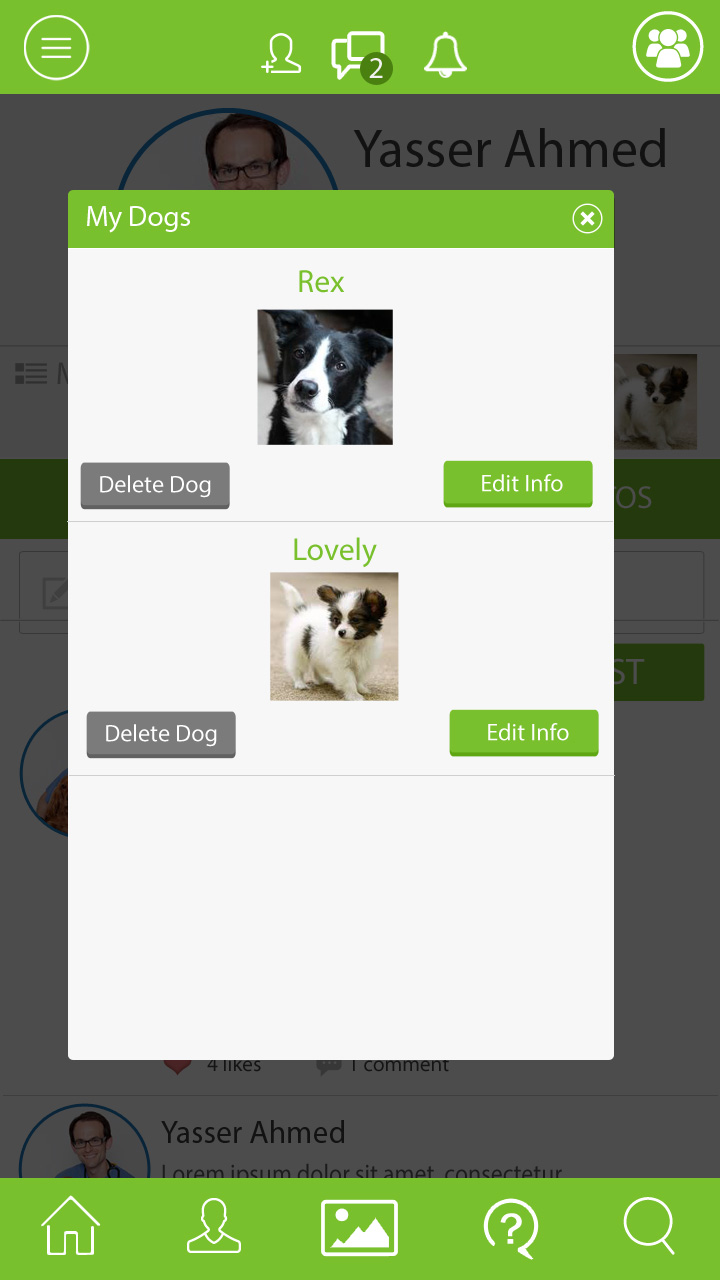 2
Yasser Ahmed
My Dogs
Rex
Delete Dog
Edit Info
Lovely
Delete Dog
Edit Info
4 likes
1 comment
Yasser Ahmed
Lorem ipsum dolor sit amet, consectetur